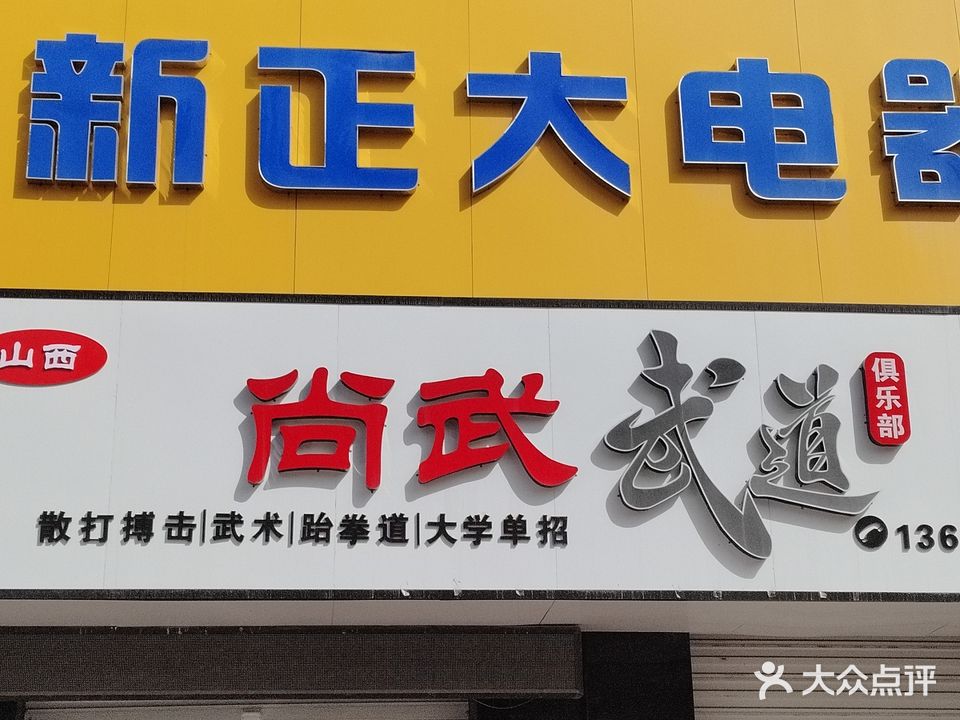 新正大电器
山西
尚武武道
俱乐部
散打搏击|武术|跆拳道|大学单招
136
大众点评